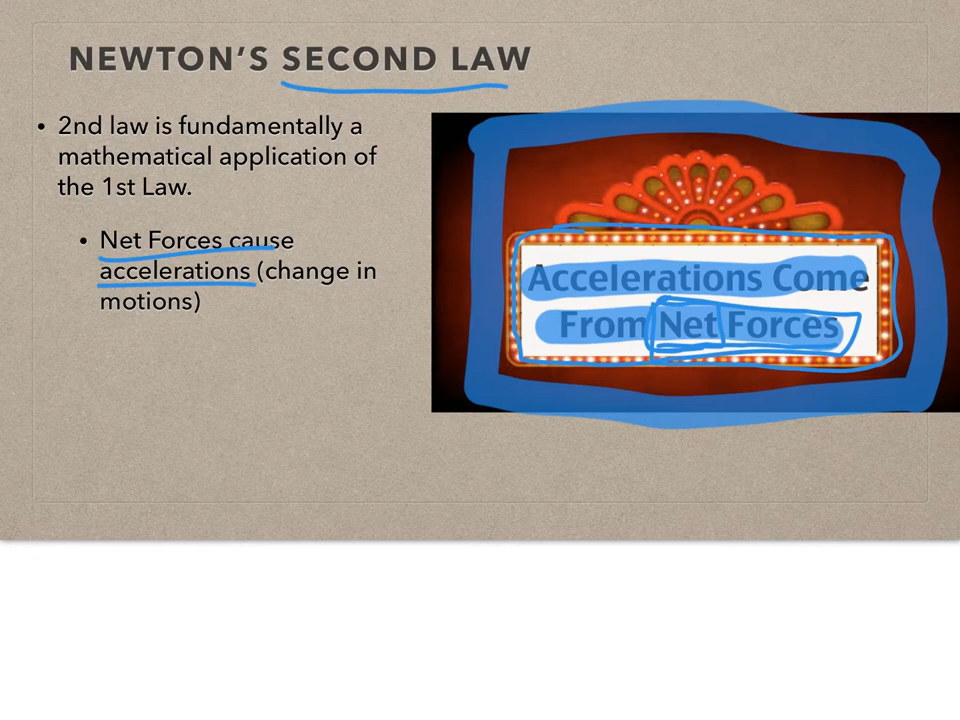 NEWTON'S SECOND LAW
• 2nd law is fundamentally a
mathematical application of
the 1st Law.
• Net Forces cause
accelerations (change in
motions)
Accelerations Come
From Net Forces